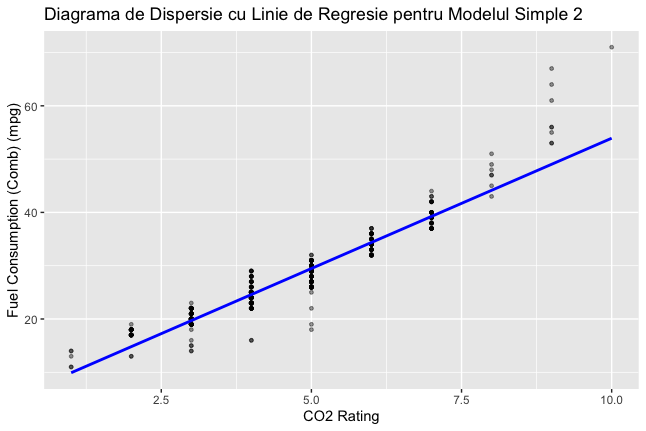 Diagrama de Dispersie cu Linie de Regresie pentru Modelul Simple 2
Fuel Consumption (Comb) (mpg)
60
40
20
2.5
5.0
7.5
10.0
CO2 Rating